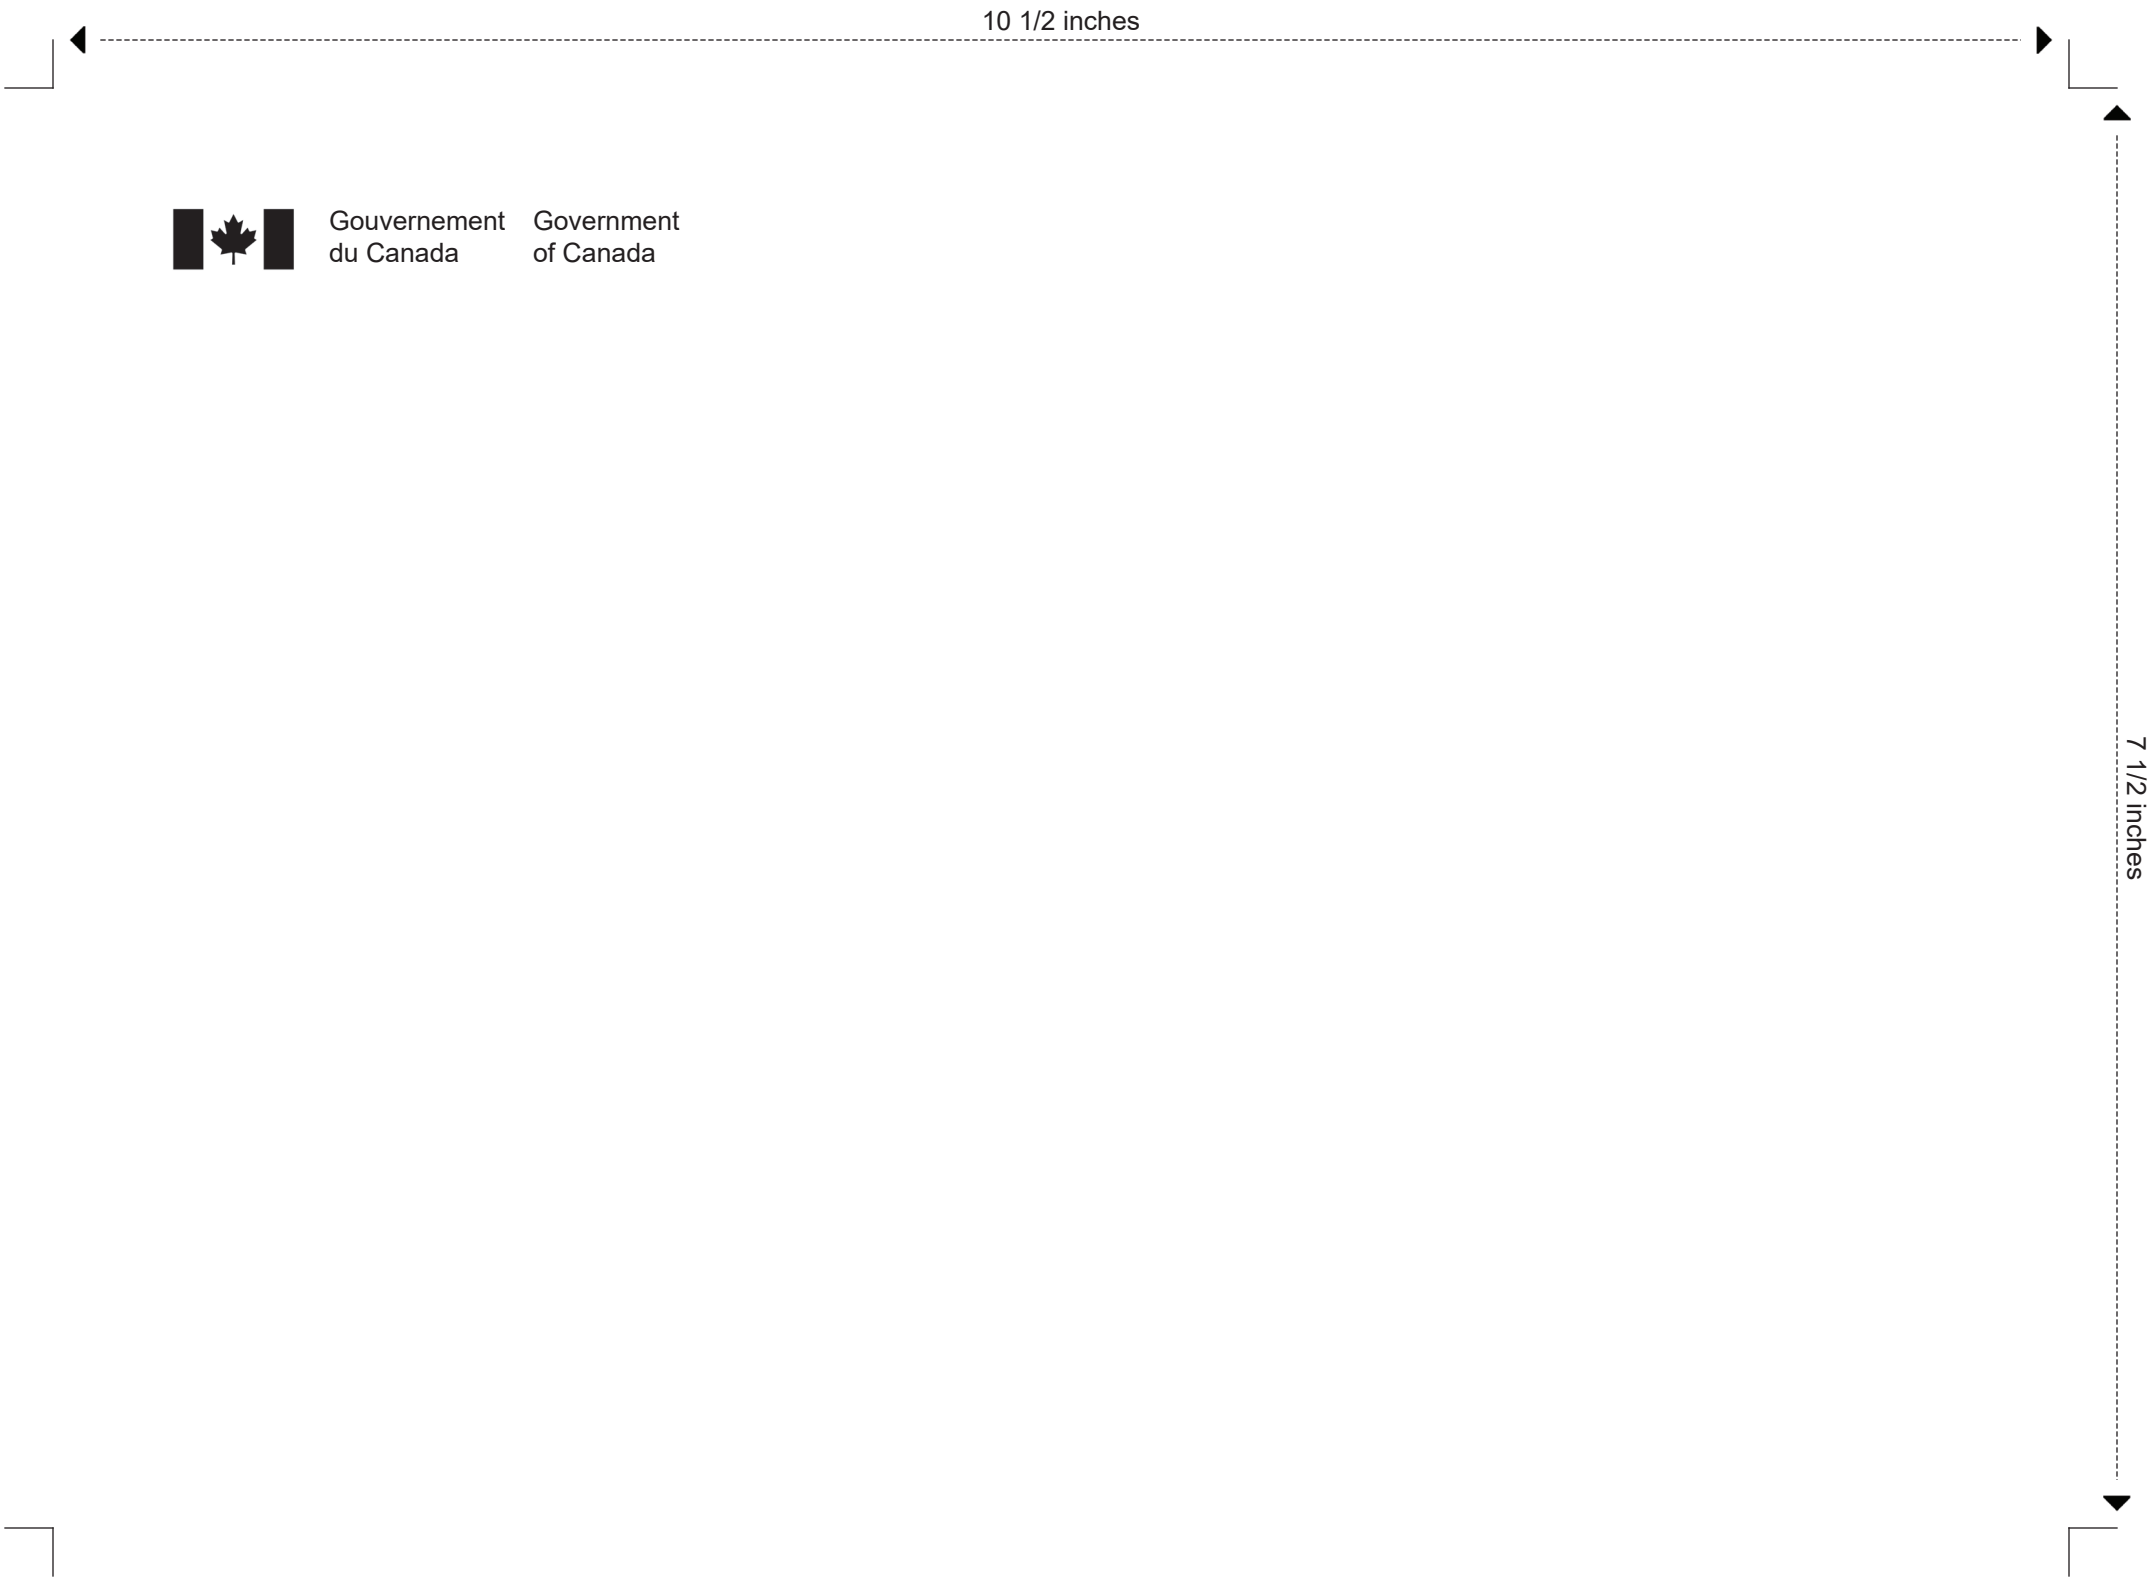 10 1/2 inches
Gouvernement
du Canada
Government
of Canada
7 1/2 inches